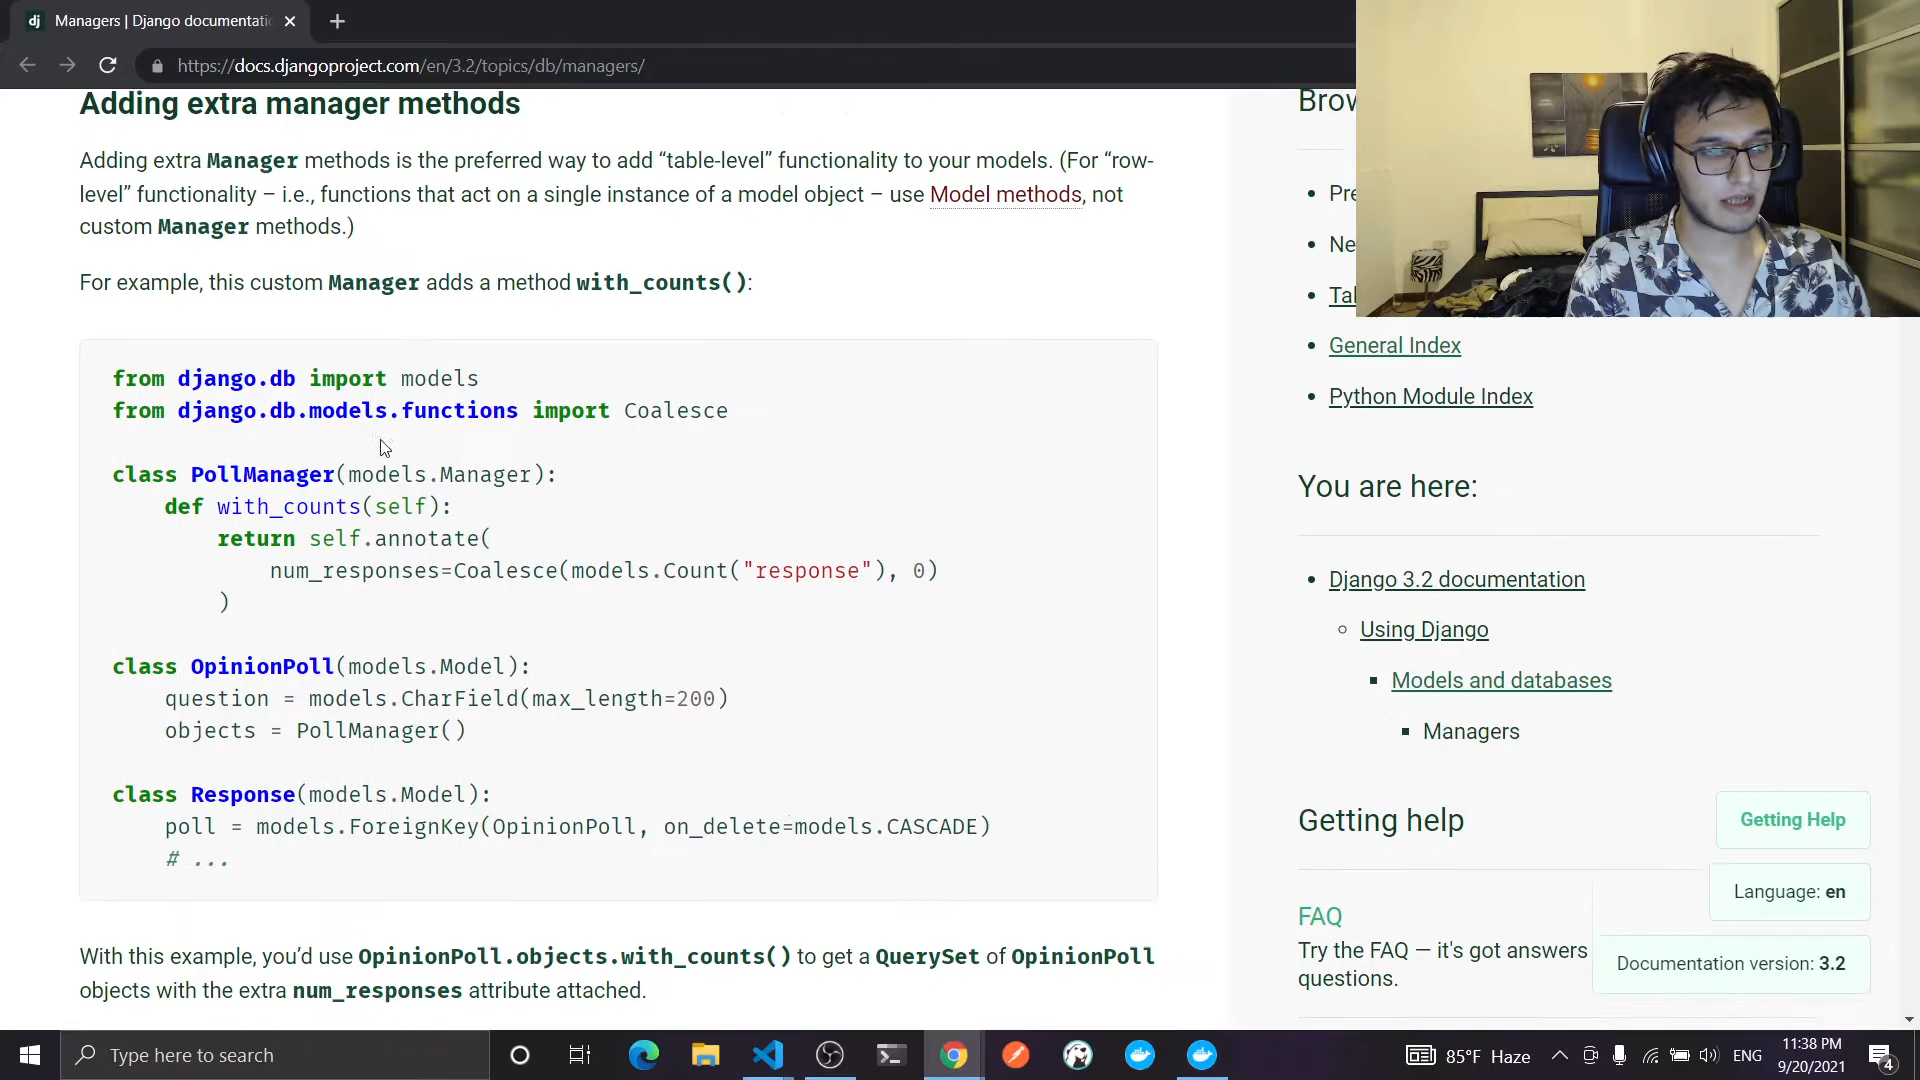 dj Managers | Django documentati
https://docs.djangoproject.com/en/3.2/topics/db/managers/
Adding extra manager methods
Adding extra Manager methods is the preferred way to add “table-level” functionality to your models. (For “row-
level” functionality – i.e., functions that act on a single instance of a model object – use Model methods, not
custom Manager methods.)
For example, this custom Manager adds a method with_counts():
from django.db import models
from django.db.models.functions import Coalesce
class PollManager(models.Manager):
def with_counts(self):
return self.annotate(
num_responses=Coalesce(models.Count("response"), 0)
)
class OpinionPoll(models.Model):
question = models.CharField(max_length=200)
objects = PollManager()
class Response(models.Model):
poll = models.ForeignKey(OpinionPoll, on_delete=models.CASCADE)
# ...
With this example, you’d use OpinionPoll.objects.with_counts() to get a QuerySet of OpinionPoll
objects with the extra num_responses attribute attached.
General Index
Python Module Index
You are here:
Django 3.2 documentation
Using Django
Models and databases
Managers
Getting help
Getting Help
Language: en
FAQ
Try the FAQ — it's got answers
questions.
Documentation version: 3.2
Type here to search
85°F Haze
ENG
11:38 PM
9/20/2021
4